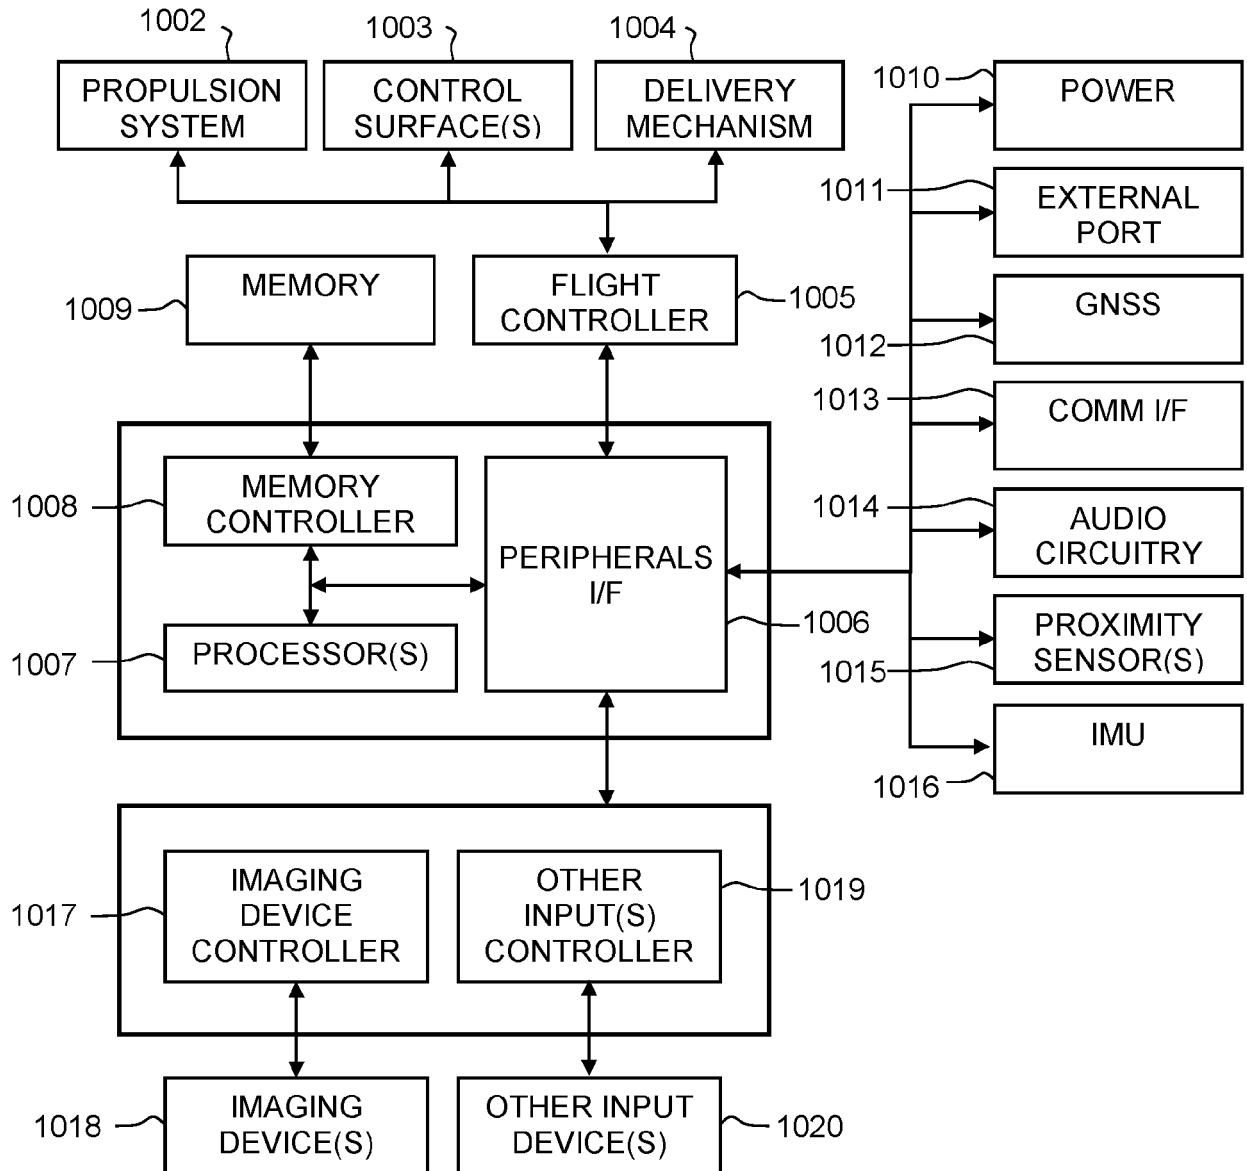 1002
1003
1004
PROPULSION
SYSTEM
CONTROL
SURFACE(S)
DELIVERY
MECHANISM
1010
POWER
1011
EXTERNAL
PORT
1009
MEMORY
FLIGHT
CONTROLLER
1005
GNSS
1012
1013
COMM I/F
1008
MEMORY
CONTROLLER
PERIPHERALS
I/F
1014
AUDIO
CIRCUITRY
1007
PROCESSOR(S)
1006
PROXIMITY
SENSOR(S)
1015
IMU
1016
1017
IMAGING
DEVICE
CONTROLLER
OTHER
INPUT(S)
CONTROLLER
1019
1018
IMAGING
DEVICE(S)
OTHER INPUT
DEVICE(S)
1020